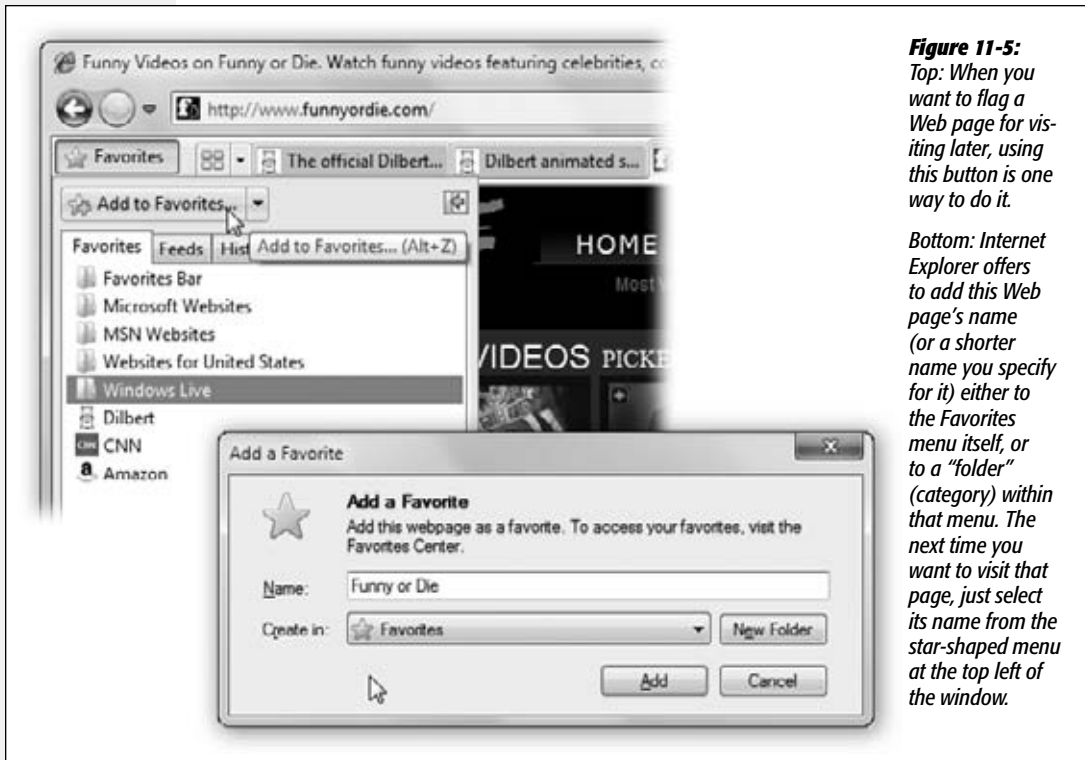 Funny Videos on Funny or Die. Watch funny videos featuring celebrities, co
http://www.funnyordie.com/
Favorites
The official Dilbert...
Dilbert animated s...
Add to Favorites...
Favorites
Feeds
Hist
Add to Favorites... (Alt+Z)
Favorites Bar
Microsoft Websites
MSN Websites
Websites for United States
Windows Live
Dilbert
CNN
Amazon
HOME
Most
VIDEOS PICKE
Add a Favorite
Add a Favorite
Add this webpage as a favorite. To access your favorites, visit the
Favorites Center.
Name:
Funny or Die
Create in:
Favorites
New Folder
Add
Cancel
Figure 11-5:
Top: When you
want to flag a
Web page for vis-
iting later, using
this button is one
way to do it.
Bottom: Internet
Explorer offers
to add this Web
page's name
(or a shorter
name you specify
for it) either to
the Favorites
menu itself, or
to a "folder"
(category) within
that menu. The
next time you
want to visit that
page, just select
its name from the
star-shaped menu
at the top left of
the window.